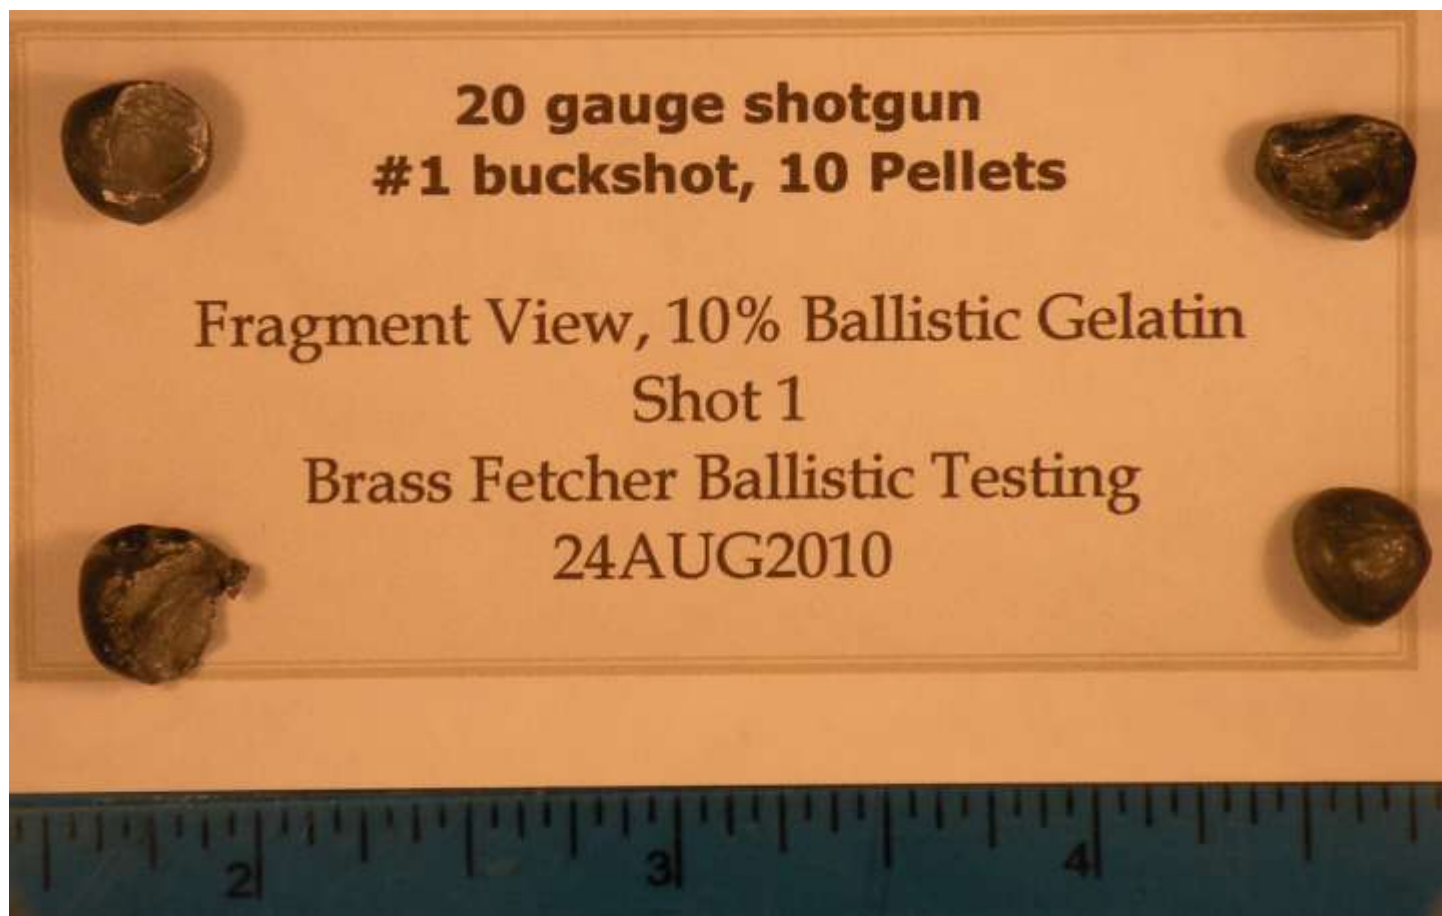 20 gauge shotgun
#1 buckshot, 10 Pellets
Fragment View, 10% Ballistic Gelatin
Shot 1
Brass Fetcher Ballistic Testing
24AUG2010
2 3 4